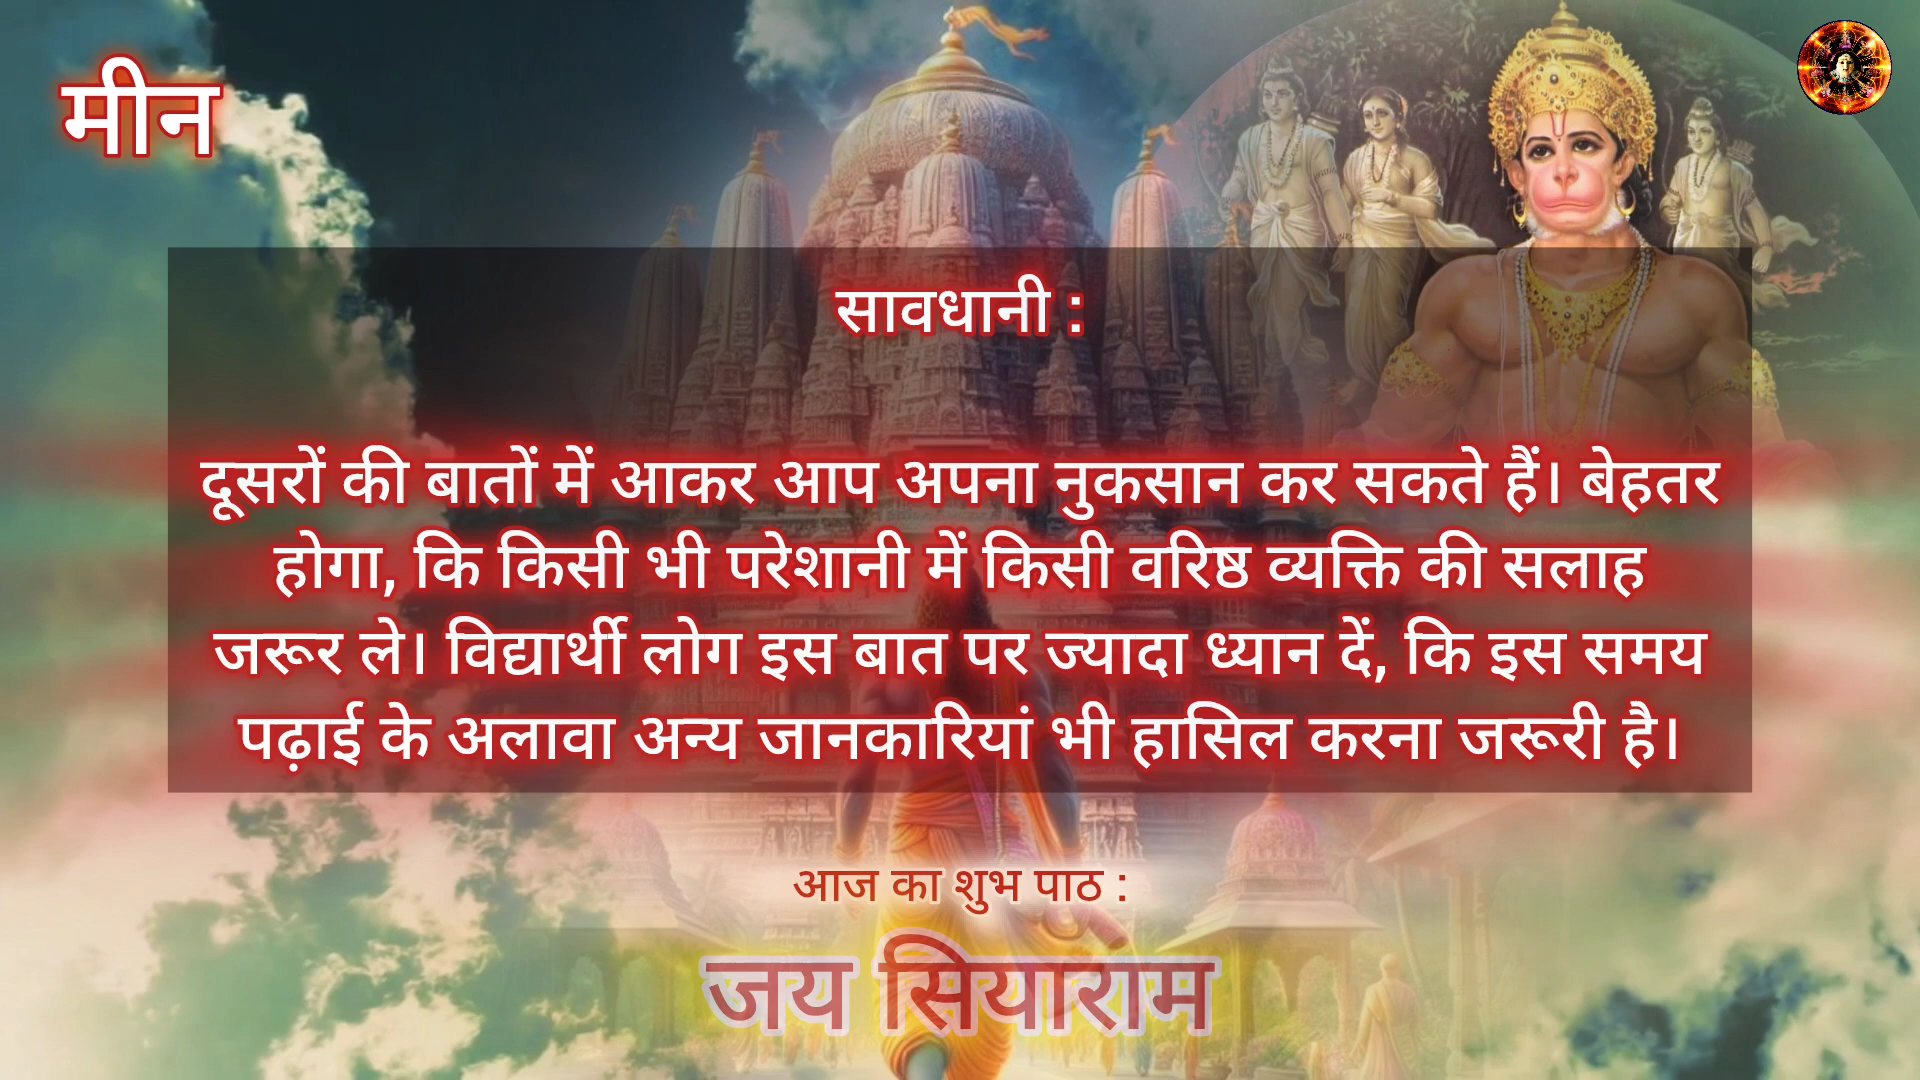 मीन
सावधानी :
दूसरों की बातों में आकर आप अपना नुकसान कर सकते हैं। बेहतर
होगा, कि किसी भी परेशानी में किसी वरिष्ठ व्यक्ति की सलाह
जरूर ले। विद्यार्थी लोग इस बात पर ज्यादा ध्यान दें, कि इस समय
पढ़ाई के अलावा अन्य जानकारियां भी हासिल करना जरूरी है।
आज का शुभ पाठ :
जय सियाराम